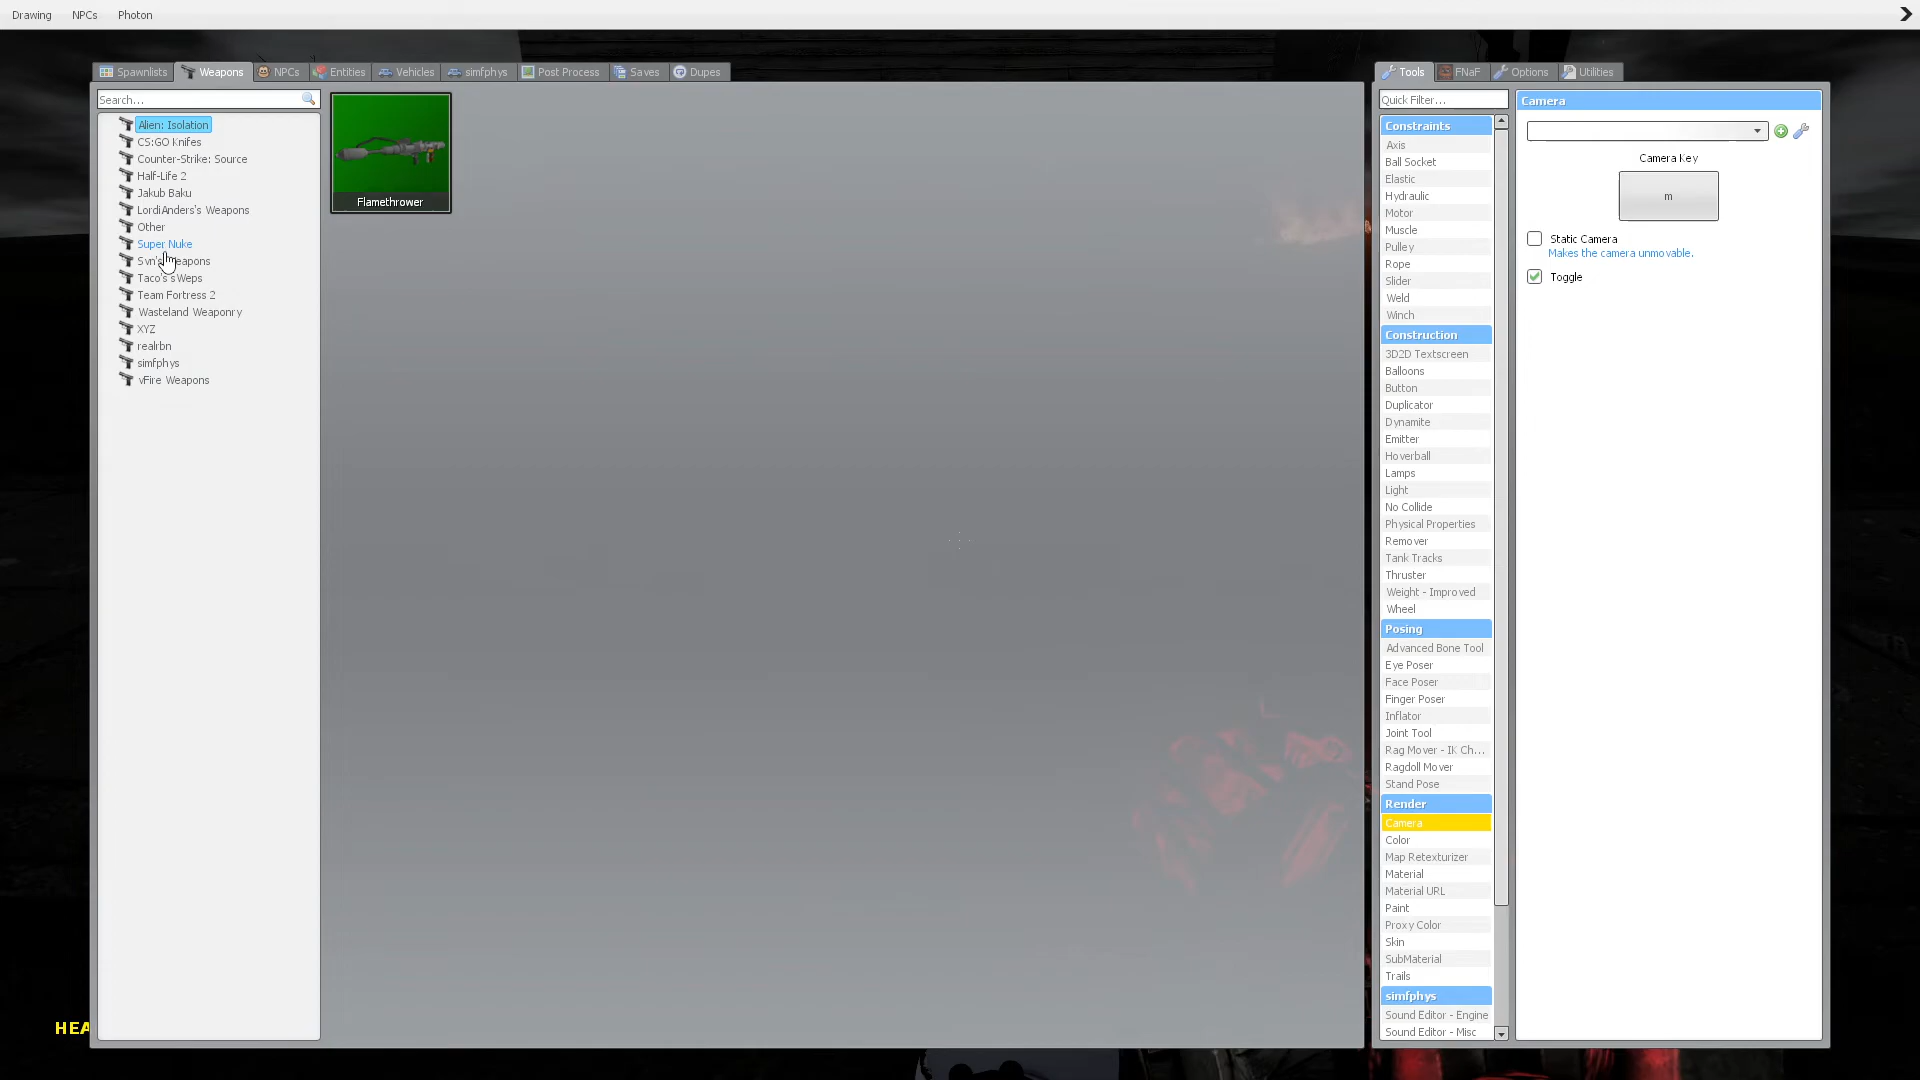 Drawing NPCs Photon
Spawnlists Weapons NPCs Entities Vehicles simfphys Post Process Saves Dupes
Search...
Alien: Isolation
CS:GO Knifes
Counter-Strike: Source
Half-Life 2
Jakub Baku
LordiAnders's Weapons
Other
Super Nuke
Taco's sWeps
Team Fortress 2
Wasteland Weaponry
XYZ
realrbn
simfphys
vFire Weapons
Flamethrower
Tools FNaF Options Utilities
Quick Filter...
Constraints
Axis
Ball Socket
Elastic
Hydraulic
Motor
Muscle
Pulley
Rope
Slider
Weld
Winch
Construction
3D2D Textscreen
Balloons
Button
Duplicator
Dynamite
Emitter
Hoverball
Lamps
Light
No Collide
Physical Properties
Remover
Tank Tracks
Thruster
Weight - Improved
Wheel
Posing
Advanced Bone Tool
Eye Poser
Face Poser
Finger Poser
Inflator
Joint Tool
Rag Mover - IK Ch...
Ragdoll Mover
Stand Pose
Render
Camera
Color
Map Retexturizer
Material
Material URL
Paint
Proxy Color
Skin
SubMaterial
Trails
simfphys
Sound Editor - Engine
Sound Editor - Misc
Camera
Camera Key
m
Static Camera
Makes the camera unmovable.
Toggle
HEA